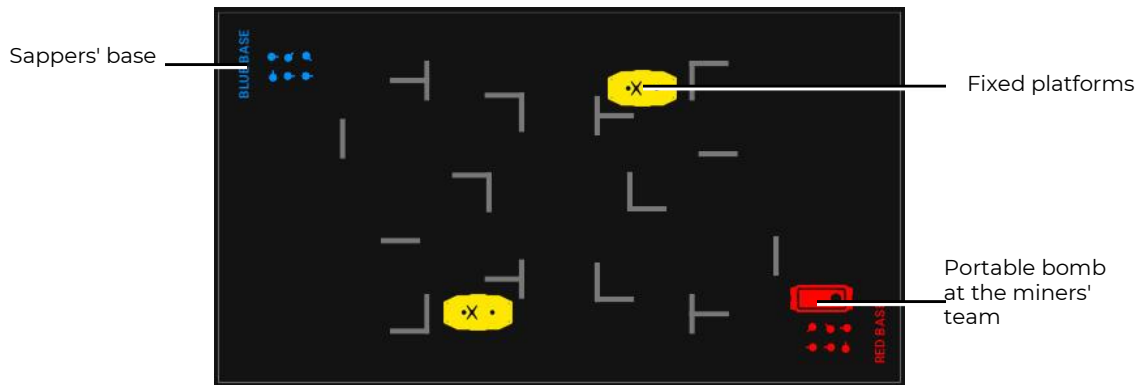 Sappers' base
BLUE BASE
Fixed platforms
Portable bomb
at the miners'
team
RED BASE